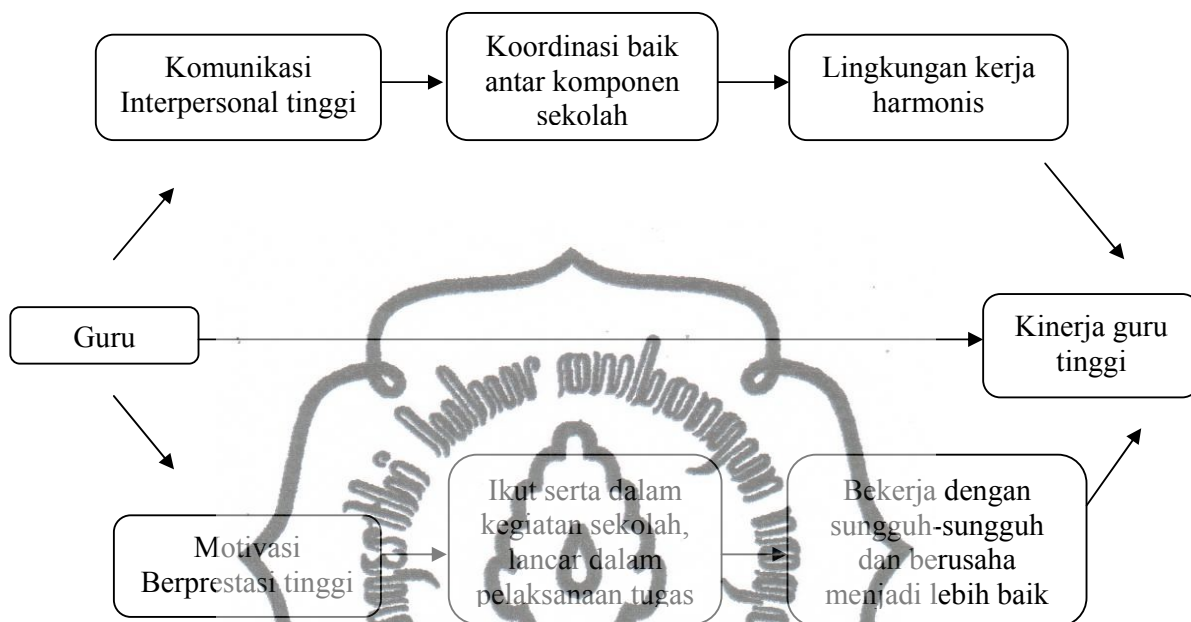 Komunikasi
Interpersonal tinggi
Koordinasi baik
antar komponen
sekolah
Lingkungan kerja
harmonis
Guru
Kinerja guru
tinggi
Motivasi
Berprestasi tinggi
Ikut serta dalam
kegiatan sekolah,
lancar dalam
pelaksanaan tugas
Bekerja dengan
sungguh-sungguh
dan berusaha
menjadi lebih baik